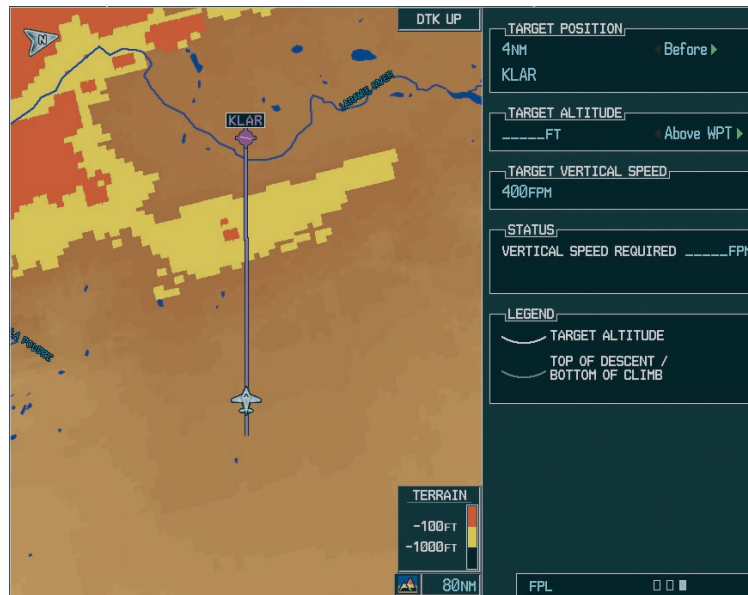 DTK UP
N
LARAMIE RIVER
KLAR
LA POUDRE
TERRAIN
-100FT
-1000FT
80NM
TARGET POSITION
4NM Before
KLAR
TARGET ALTITUDE
_____FT Above WPT
TARGET VERTICAL SPEED
400FPM
STATUS
VERTICAL SPEED REQUIRED _____FPM
LEGEND
TARGET ALTITUDE
TOP OF DESCENT /
BOTTOM OF CLIMB
FPL